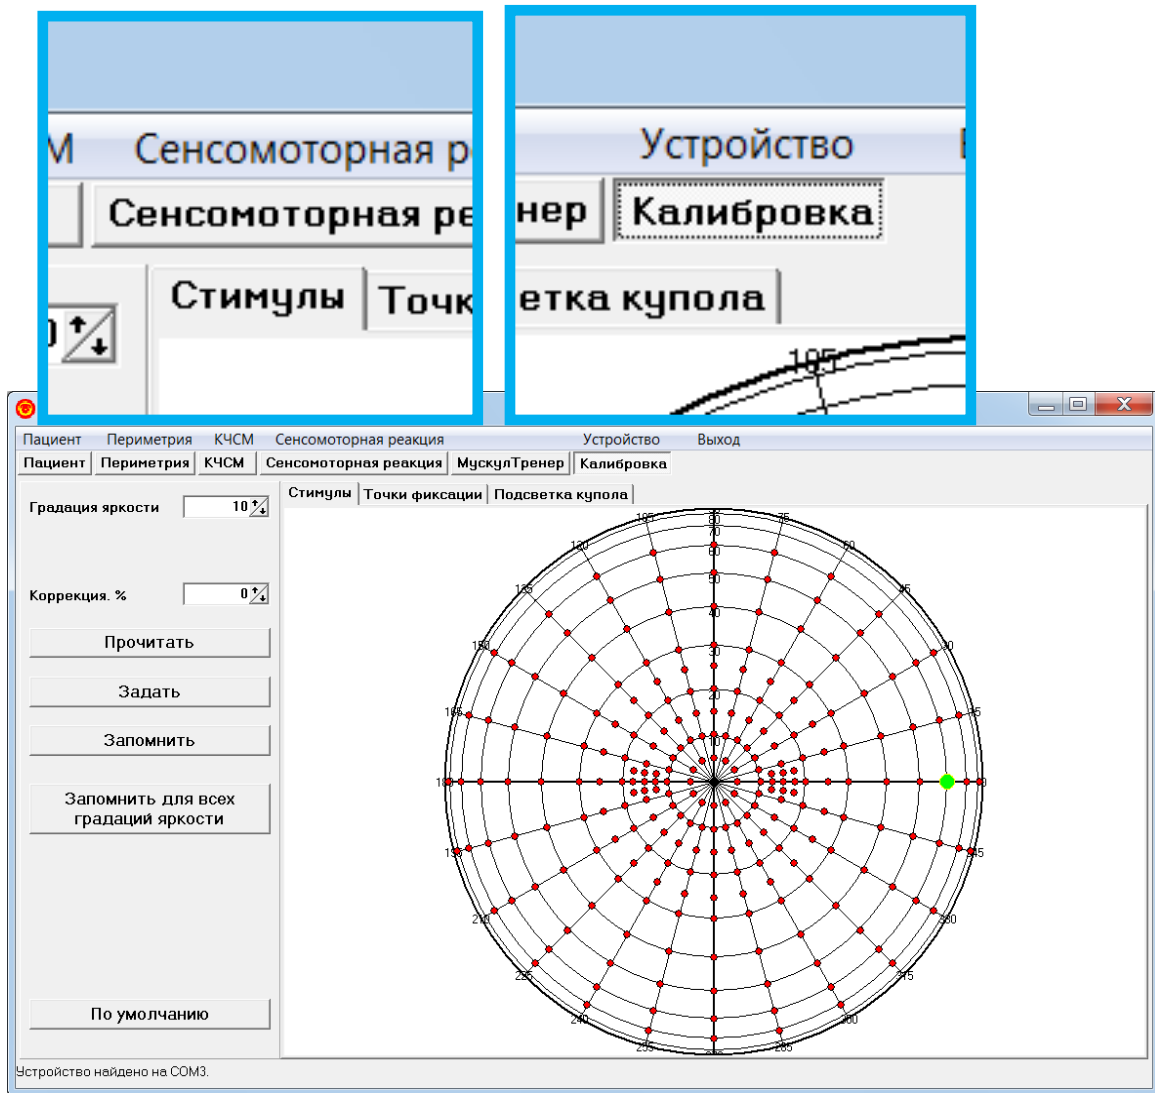 М Сенсомоторная р
Сенсомоторная ре
Стимулы Точк
Устройство
нер Калибровка
етка купола
105
Пациент Периметрия КЧСМ Сенсомоторная реакция Устройство Выход
Пациент Периметрия КЧСМ Сенсомоторная реакция МускулТренер Калибровка
Градация яркости 10
Стимулы Точки фиксации Подсветка купола
Коррекция. % 0
Прочитать
Задать
Запомнить
Запомнить для всех
градаций яркости
По умолчанию
105 80 75
70
120 60 60
50
135 45
40
150 30 30
20
165 15
10
180 0
195 345
210 330
225 315
240 300
255 270 285
Устройство найдено на COM3.